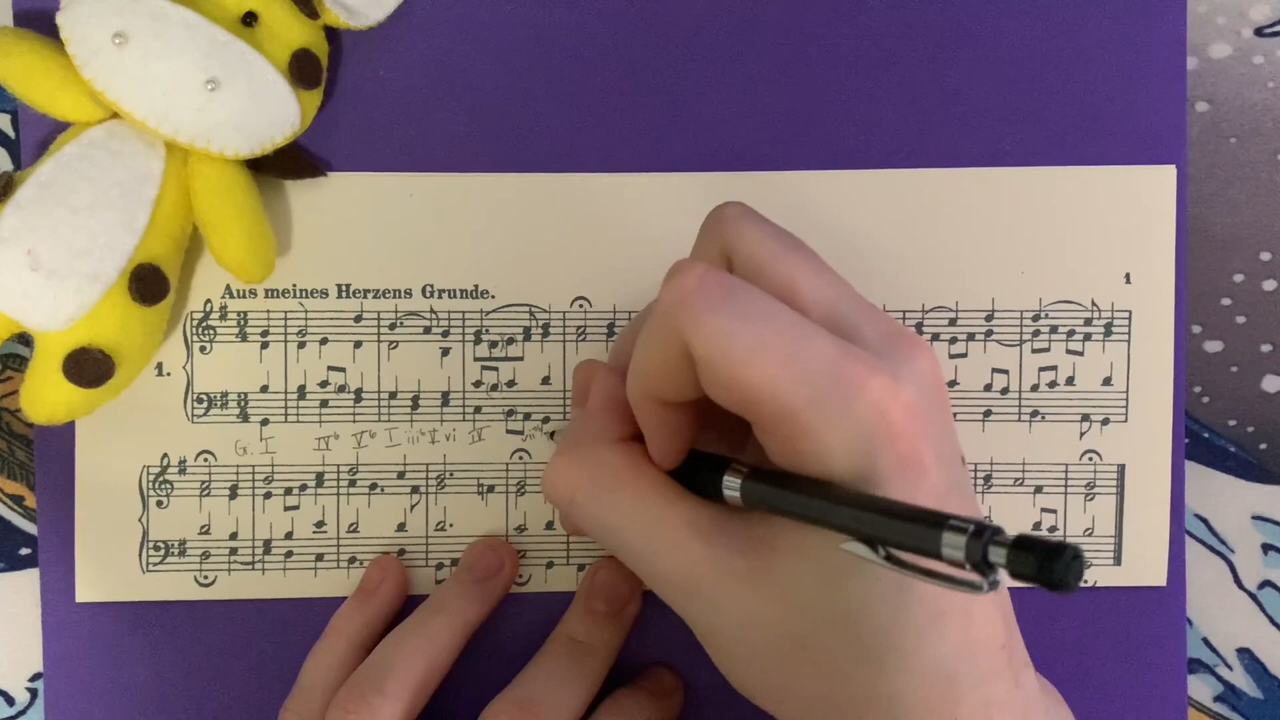 1
Aus meines Herzens Grunde.
1.
G: I IV⁶ V⁶ I iii⁶ V vi IV